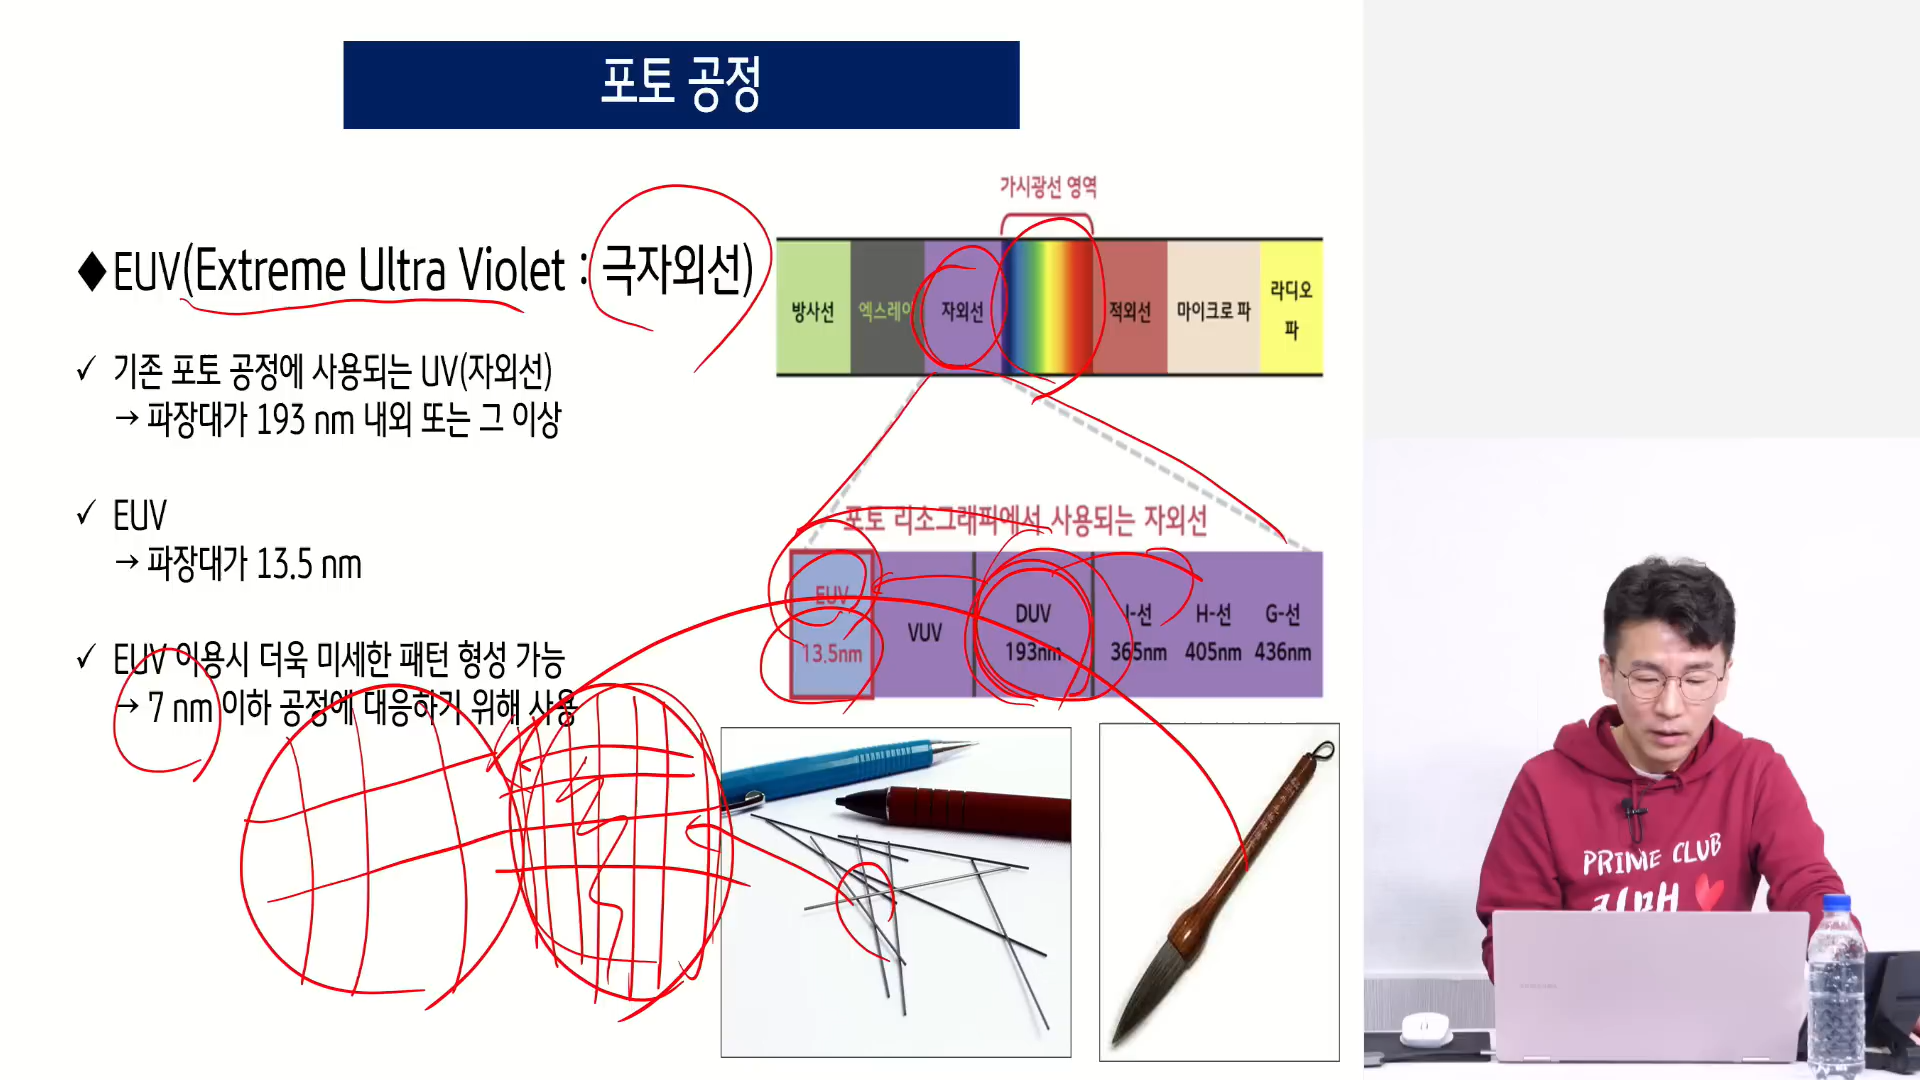 포토 공정
◆EUV(Extreme Ultra Violet : 극자외선)
✓ 기존 포토 공정에 사용되는 UV(자외선)
→ 파장대가 193 nm 내외 또는 그 이상
✓ EUV
→ 파장대가 13.5 nm
✓ EUV 이용시 더욱 미세한 패턴 형성 가능
→ 7 nm 이하 공정에 대응하기 위해 사용
가시광선 영역
방사선 엑스레이 자외선 적외선 마이크로 파 라디오
파
포토 리소그래피에서 사용되는 자외선
EUV
13.5nm
VUV
DUV
193nm
I-선 H-선 G-선
365nm 405nm 436nm
PRIME CLUB
SAMSUNG